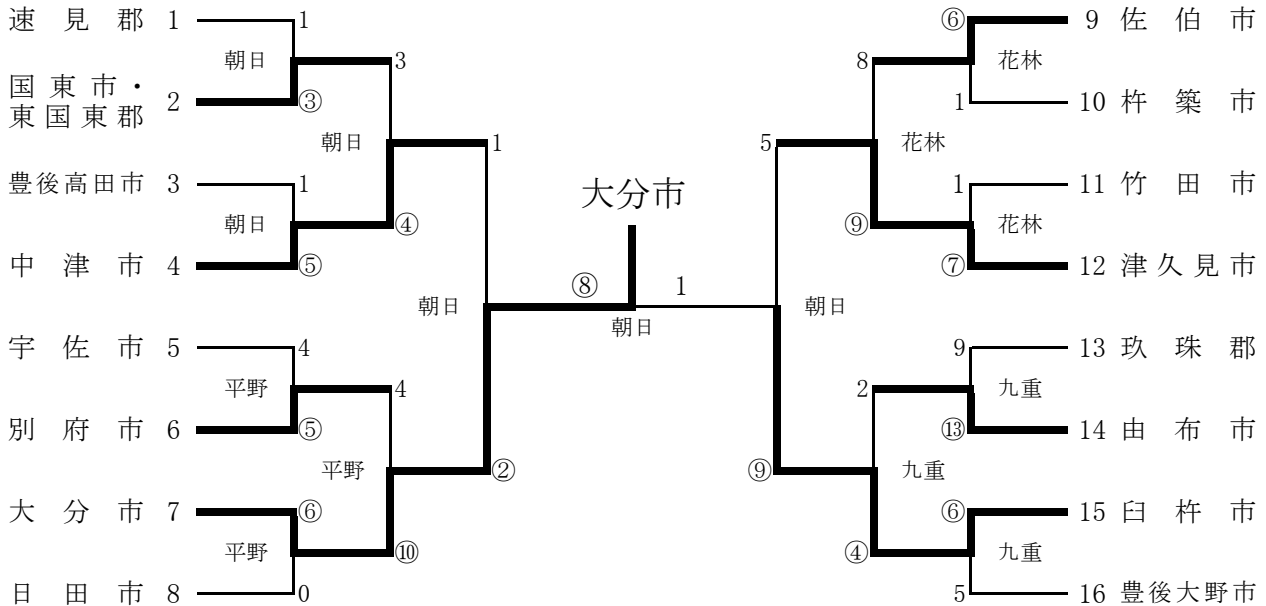 速見郡 1 1
朝日 3
国東市・
東国東郡 2 ③
朝日 1
豊後高田市 3 1
朝日 ④
中津市 4 ⑤
朝日
宇佐市 5 4
平野 4
別府市 6 ⑤
平野 ②
大分市 7 ⑥
平野 ⑩
日田市 8 0
大分市
⑧ 1
朝日
⑥ 9 佐伯市
8 花林
1 10 杵築市
5 花林
1 11 竹田市
⑨ 花林
⑦ 12 津久見市
朝日
9 13 玖珠郡
2 九重
⑬ 14 由布市
⑨ 九重
⑥ 15 臼杵市
④ 九重
5 16 豊後大野市